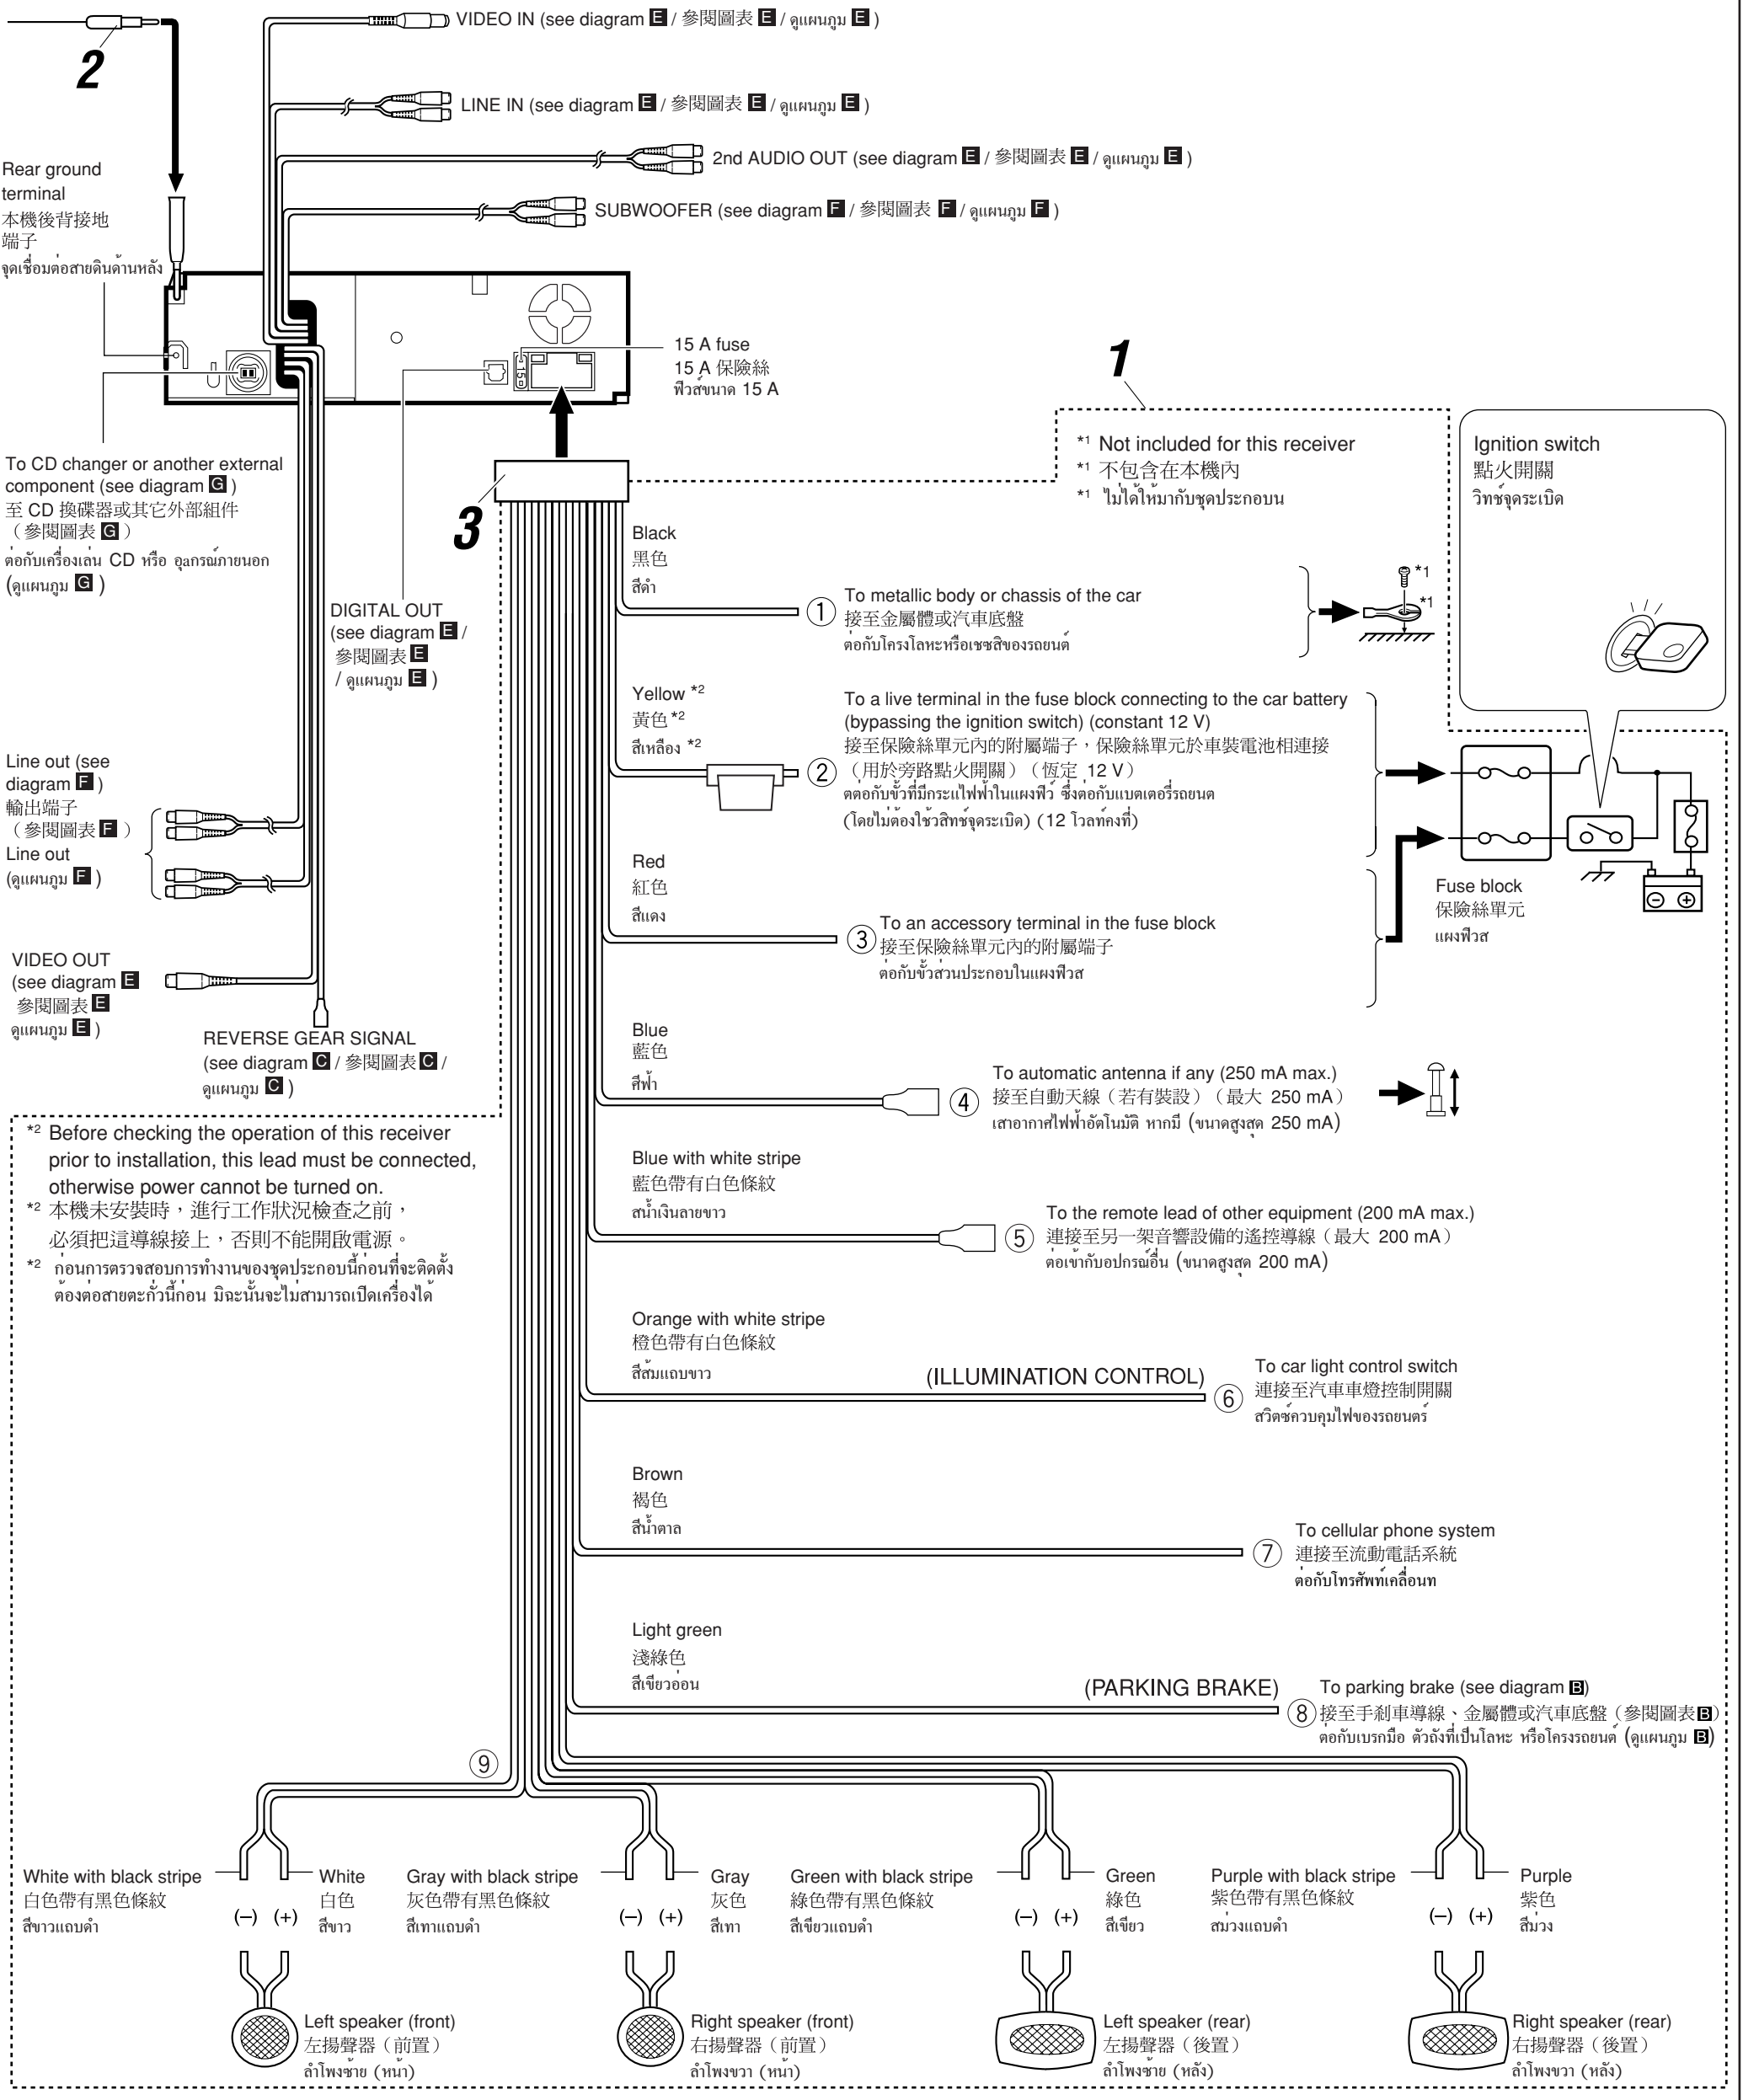 VIDEO IN (see diagram E / 參閱圖表 E / ดูแผนภูม E )
2
LINE IN (see diagram E / 參閱圖表 E / ดูแผนภูม E )
2nd AUDIO OUT (see diagram E / 參閱圖表 E / ดูแผนภูม E )
SUBWOOFER (see diagram F / 參閱圖表 F / ดูแผนภูม F )
Rear ground
terminal
本機後背接地
端子
จุดเชื่อมต่อสายดินด้านหลัง
15
15 A fuse
15 A 保險絲
ฟิวส์ขนาด 15 A
1
*1 Not included for this receiver
*1 不包含在本機內
*1 ไม่ได้ให้มากับชุดประกอบน
Ignition switch
點火開關
วิทช์จุดระเบิด
To CD changer or another external
component (see diagram G )
至 CD 換碟器或其它外部組件
（參閱圖表 G ）
ต่อกับเครื่องเล่น CD หรือ อุปกรณ์ภายนอก
(ดูแผนภูม G )
3
DIGITAL OUT
(see diagram E /
參閱圖表 E
/ ดูแผนภูม E )
Black
黑色
สีดำ
① To metallic body or chassis of the car
接至金屬體或汽車底盤
ต่อกับโครงโลหะหรือเชซสิของรถยนต์
*1
*1
Yellow *2
黃色 *2
สีเหลือง *2
② To a live terminal in the fuse block connecting to the car battery
(bypassing the ignition switch) (constant 12 V)
接至保險絲單元內的附屬端子，保險絲單元於車裝電池相連接
（用於旁路點火開關）（恆定 12 V）
ตต่อกับขั้วที่มีกระแไฟฟ้าในแผงฟิว์ ซึ่งต่อกับแบตเตอรี่รถยนต
(โดยไม่ต้องใช้วสิทช์จุดระเบิด) (12 โวลท์คงที่)
Red
紅色
สีแดง
③ To an accessory terminal in the fuse block
接至保險絲單元內的附屬端子
ต่อกับขั้วส่วนประกอบในแผงฟิวส
Fuse block
保險絲單元
แผงฟิวส
Line out (see
diagram F )
輸出端子
（參閱圖表 F ）
Line out
(ดูแผนภูม F )
VIDEO OUT
(see diagram E
參閱圖表 E
ดูแผนภูม E )
REVERSE GEAR SIGNAL
(see diagram C / 參閱圖表 C /
ดูแผนภูม C )
Blue
藍色
สีฟ้า
④ To automatic antenna if any (250 mA max.)
接至自動天線（若有裝設）（最大 250 mA）
เสาอากาศไฟฟ้าอัตโนมัติ หากมี (ขนาดสูงสุด 250 mA)
*2 Before checking the operation of this receiver
prior to installation, this lead must be connected,
otherwise power cannot be turned on.
*2 本機未安裝時，進行工作狀況檢查之前，
必須把這導線接上，否則不能開啟電源。
*2 ก่อนการตรวจสอบการทำงานของชุดประกอบนี้ก่อนที่จะติดตั้ง
ต้องต่อสายตะกั่วนี้ก่อน มิฉะนั้นจะไม่สามารถเปิดเครื่องได้
Blue with white stripe
藍色帶有白色條紋
สน้ำเงินลายขาว
⑤ To the remote lead of other equipment (200 mA max.)
連接至另一架音響設備的遙控導線（最大 200 mA）
ต่อเข้ากับอปกรณ์อื่น (ขนาดสูงสุด 200 mA)
Orange with white stripe
橙色帶有白色條紋
สีส้มแถบขาว
(ILLUMINATION CONTROL)
⑥ To car light control switch
連接至汽車車燈控制開關
สวิตซ์ควบคุมไฟของรถยนตร์
Brown
褐色
สีน้ำตาล
⑦ To cellular phone system
連接至流動電話系統
ต่อกับโทรศัพท์เคลื่อนท
Light green
淺綠色
สีเขียวอ่อน
(PARKING BRAKE)
⑧ To parking brake (see diagram B)
接至手剎車導線、金屬體或汽車底盤（參閱圖表 B）
ต่อกับเบรกมือ ตัวถังที่เป็นโลหะ หรือโครงรถยนต์ (ดูแผนภูม B)
⑨
White with black stripe
白色帶有黑色條紋
สีขาวแถบดำ
White
白色
สีขาว
Gray with black stripe
灰色帶有黑色條紋
สีเทาแถบดำ
Gray
灰色
สีเทา
Green with black stripe
綠色帶有黑色條紋
สีเขียวแถบดำ
Green
綠色
สีเขียว
Purple with black stripe
紫色帶有黑色條紋
สม่วงแถบดำ
Purple
紫色
สีม่วง
(–) (+)
(–) (+)
(–) (+)
(–) (+)
Left speaker (front)
左揚聲器（前置）
ลำโพงซ้าย (หน้า)
Right speaker (front)
右揚聲器（前置）
ลำโพงขวา (หน้า)
Left speaker (rear)
左揚聲器（後置）
ลำโพงซ้าย (หลัง)
Right speaker (rear)
右揚聲器（後置）
ลำโพงขวา (หลัง)